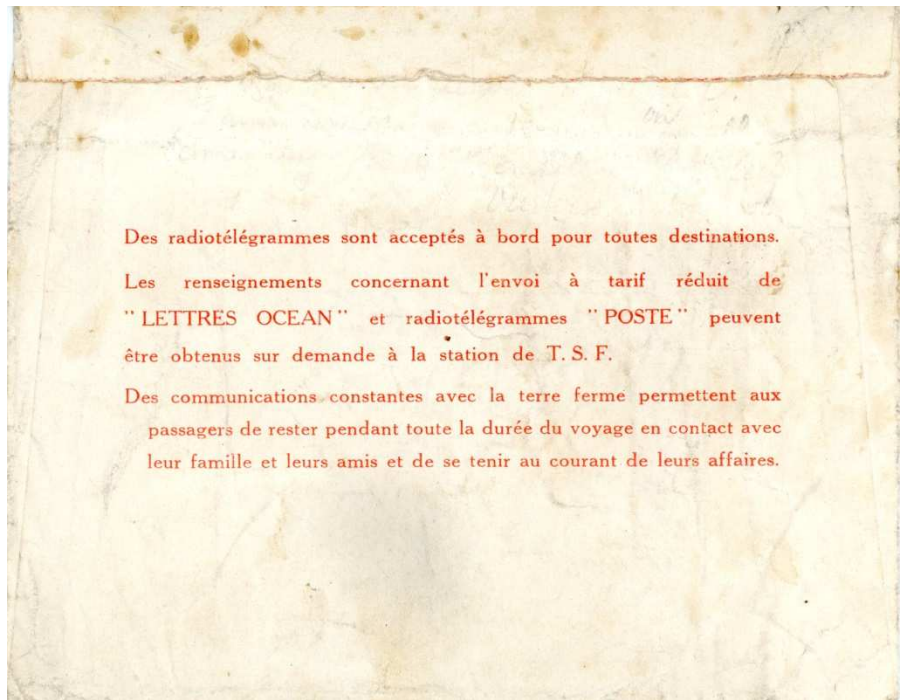 Des radiotélégrammes sont acceptés à bord pour toutes destinations.
Les renseignements concernant l'envoi à tarif réduit de
" LETTRES OCEAN " et radiotélégrammes " POSTE " peuvent
être obtenus sur demande à la station de T. S. F.
Des communications constantes avec la terre ferme permettent aux
passagers de rester pendant toute la durée du voyage en contact avec
leur famille et leurs amis et de se tenir au courant de leurs affaires.